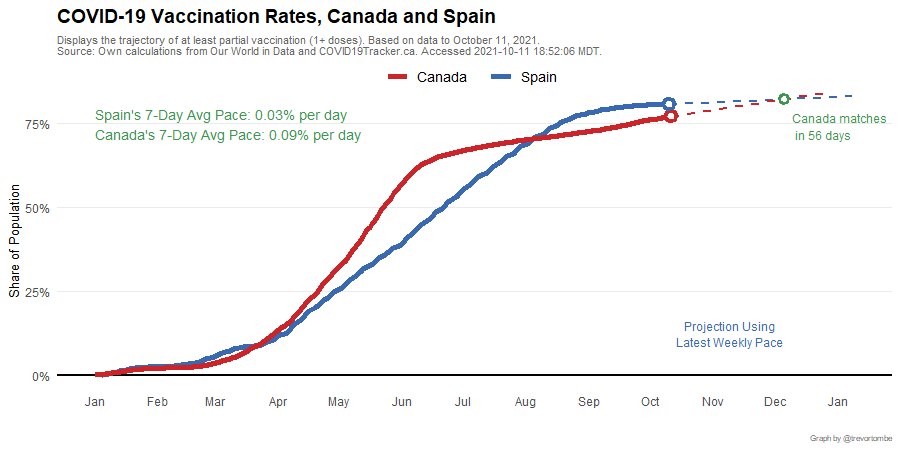 COVID-19 Vaccination Rates, Canada and Spain
Displays the trajectory of at least partial vaccination (1+ doses). Based on data to October 11, 2021.
Source: Own calculations from Our World in Data and COVID19Tracker.ca. Accessed 2021-10-11 18:52:06 MDT.
Canada Spain
Spain's 7-Day Avg Pace: 0.03% per day
Canada's 7-Day Avg Pace: 0.09% per day
Canada matches
in 56 days
Share of Population
75%
50%
25%
0%
Projection Using
Latest Weekly Pace
Jan Feb Mar Apr May Jun Jul Aug Sep Oct Nov Dec Jan
Graph by @trevortombe